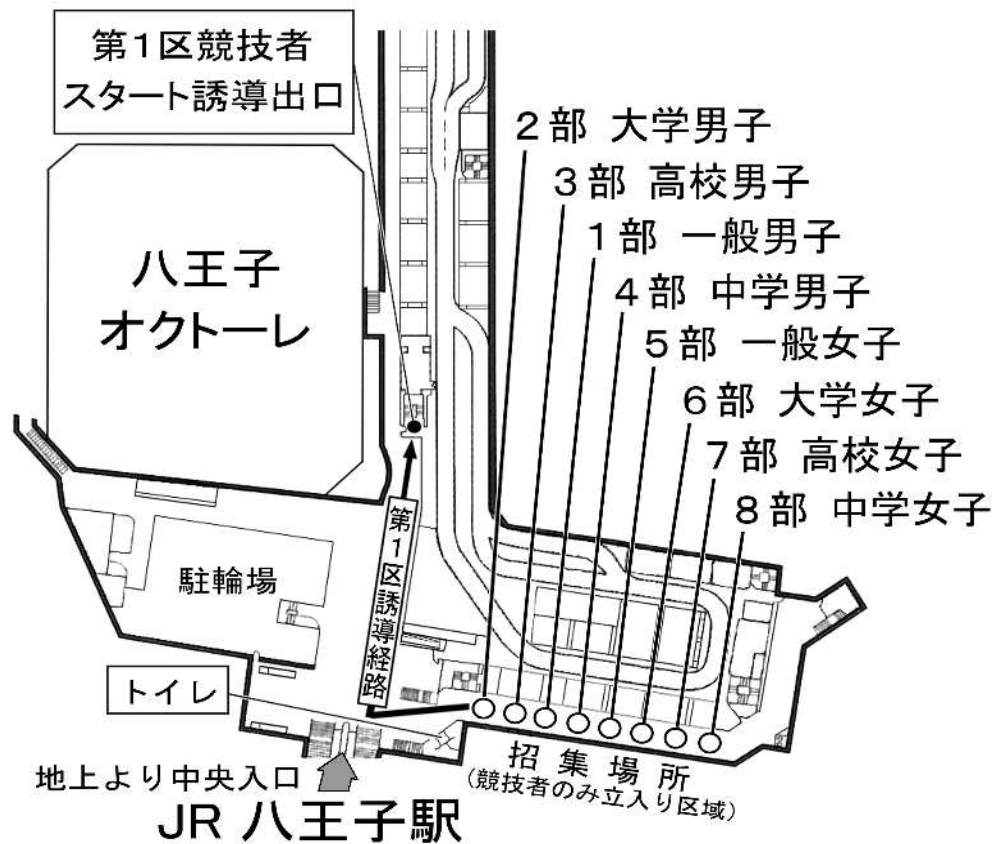 第1区競技者
スタート誘導出口
2部 大学男子
3部 高校男子
1部 一般男子
4部 中学男子
5部 一般女子
6部 大学女子
7部 高校女子
8部 中学女子
八王子
オクトーレ
第1区誘導経路
駐輪場
トイレ
招集場所
(競技者のみ立入り区域)
地上より中央入口
JR 八王子駅